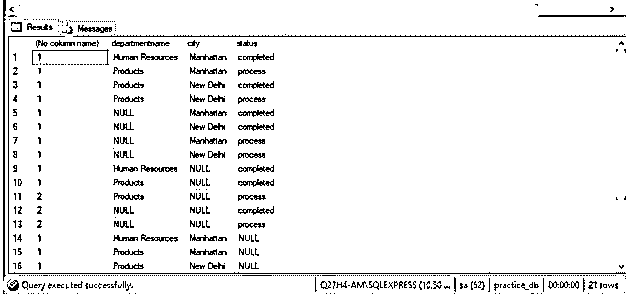 Results Messages
(No column name) departmentname city status
1 1 Human Resources Manhattan completed
2 1 Products Manhattan process
3 1 Products New Delhi completed
4 1 Products New Delhi process
5 1 NULL Manhattan completed
6 1 NULL New Delhi completed
7 1 NULL Manhattan process
8 1 NULL New Delhi process
9 1 Human Resources NULL completed
10 1 Products NULL completed
11 2 Products NULL process
12 2 NULL NULL completed
13 2 NULL NULL process
14 1 Human Resources Manhattan NULL
15 1 Products Manhattan NULL
16 1 Products New Delhi NULL
Query executed successfully. sa (52) practice_db 00:00:00 21 rows